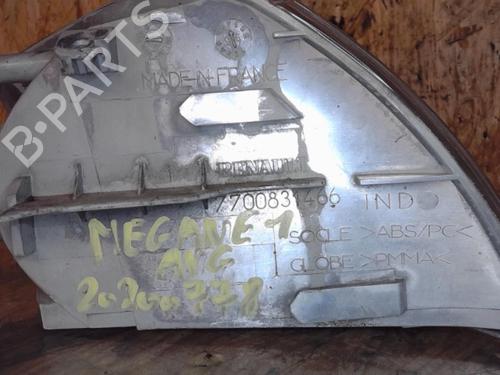 B-PARTS
MADE-IN-FRANCE
RENAULT
7700831466 IND
SOCLE >ABS/PC<
GLOBE >PMMA<
MEGANE 1
AVG